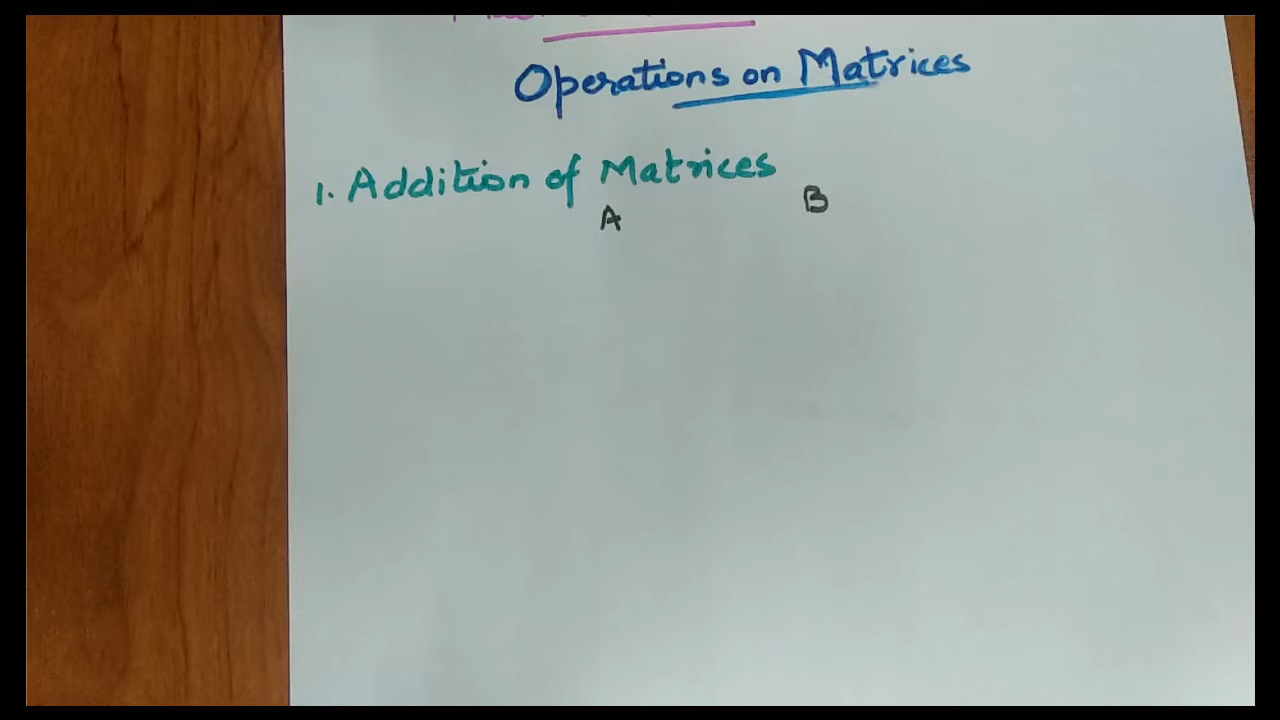 Operations on Matrices
1. Addition of Matrices
A B